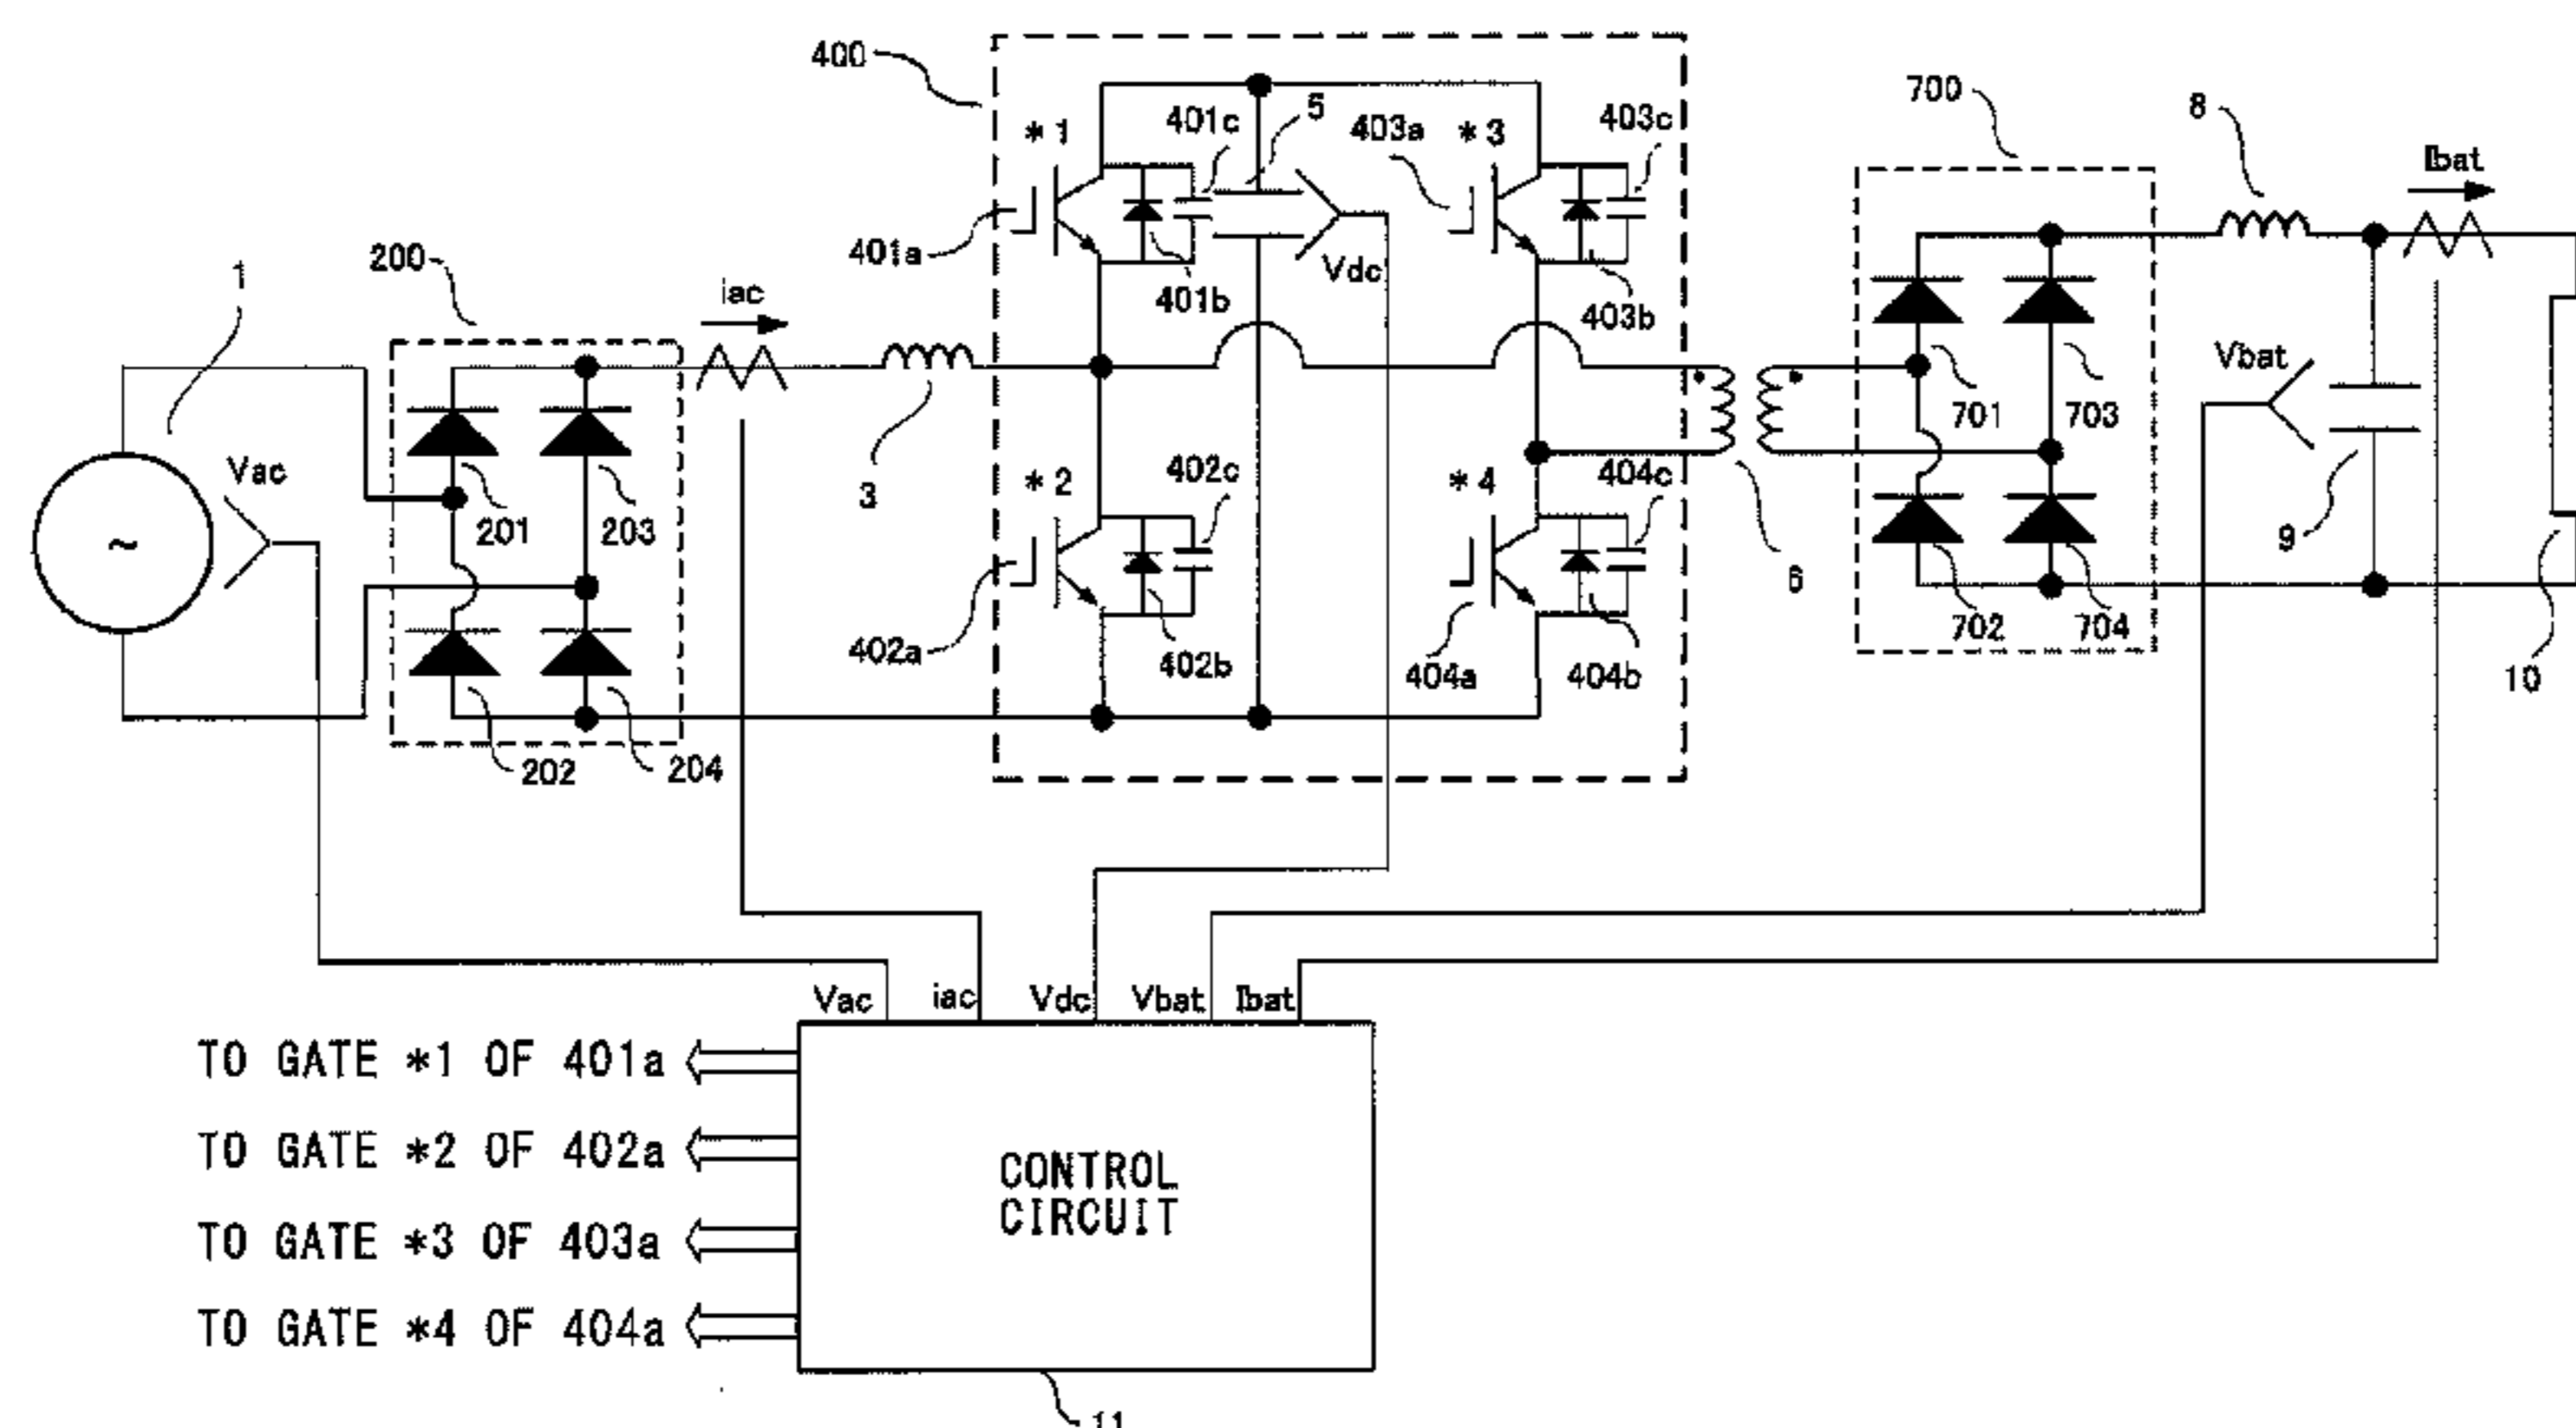 400
5
700
8
Ibat
*1
401c
403a
*3
403c
401a
401b
Vdc
403b
1
200
iac
Vac
201
203
3
*2
402c
*4
404c
6
701
703
Vbat
9
402a
402b
404a
404b
702
704
10
202
204
~
Vac
iac
Vdc
Vbat
Ibat
TO GATE *1 OF 401a
TO GATE *2 OF 402a
TO GATE *3 OF 403a
TO GATE *4 OF 404a
CONTROL
CIRCUIT
11